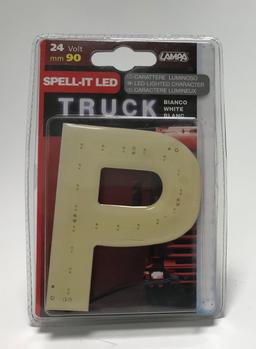 24 Volt
mm 90
LAMPA
SPELL-IT LED
CARATTERE LUMINOSO
LED-LIGHTED CHARACTER
CARACTERE LUMINEUX
TRUCK
BIANCO
WHITE
BLANC
P